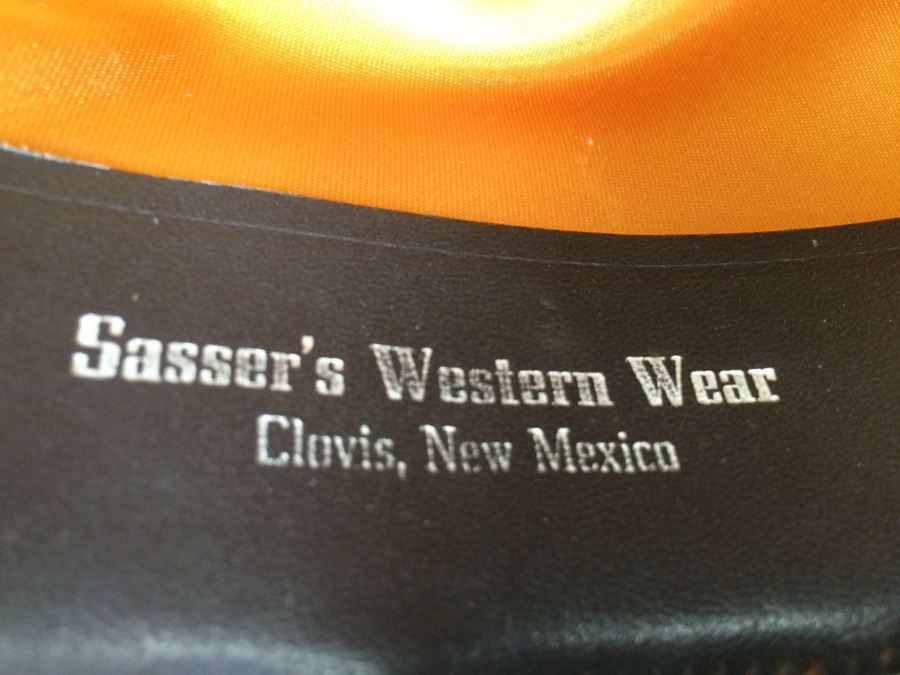 Sasser's Western Wear
Clovis, New Mexico